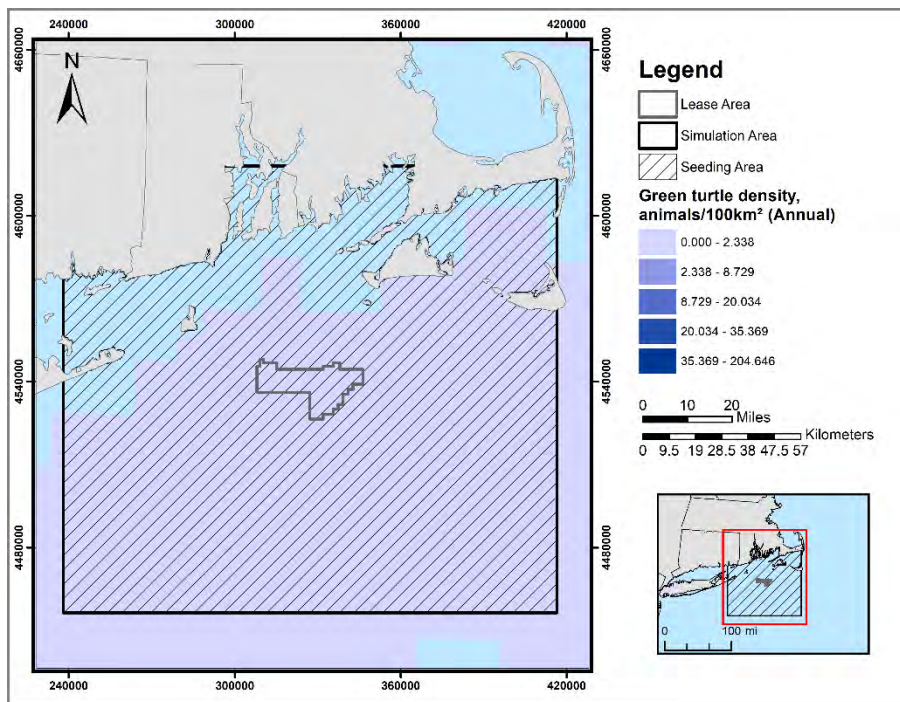 240000 300000 360000 420000
4660000
4600000
4540000
4480000
N
4660000
4600000
4540000
4480000
240000 300000 360000 420000
Legend
Lease Area
Simulation Area
Seeding Area
Green turtle density,
animals/100km² (Annual)
0.000 - 2.338
2.338 - 8.729
8.729 - 20.034
20.034 - 35.369
35.369 - 204.646
0 10 20
Miles
Kilometers
0 9.5 19 28.5 38 47.5 57
0 100 mi